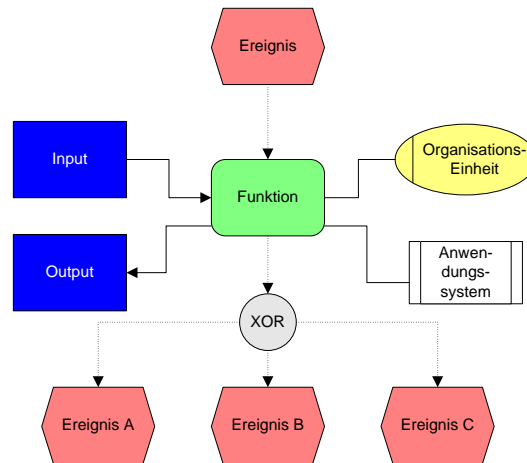 Ereignis
Input
Organisations-
Einheit
Funktion
Output
Anwen-
dungs-
system
XOR
Ereignis A
Ereignis B
Ereignis C